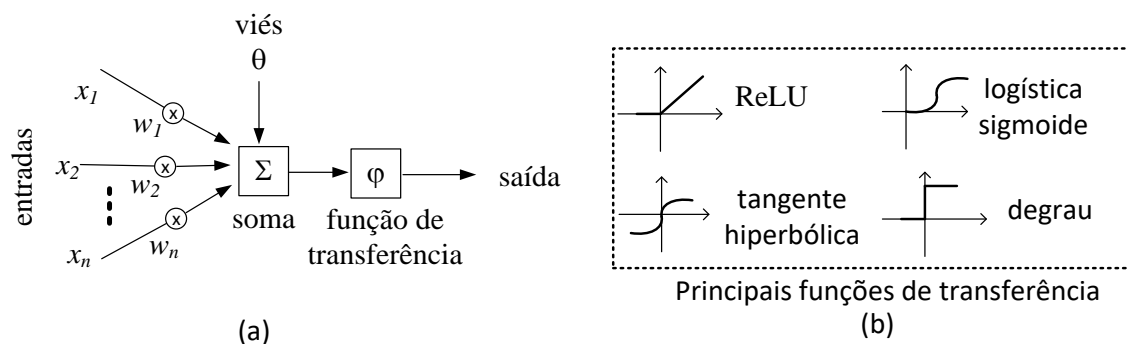 viés
θ
entradas
x1
w1
x2
w2
xn
wn
x
x
x
Σ
soma
φ
função de
transferência
saída
(a)
ReLU
logística
sigmoide
tangente
hiperbólica
degrau
Principais funções de transferência
(b)